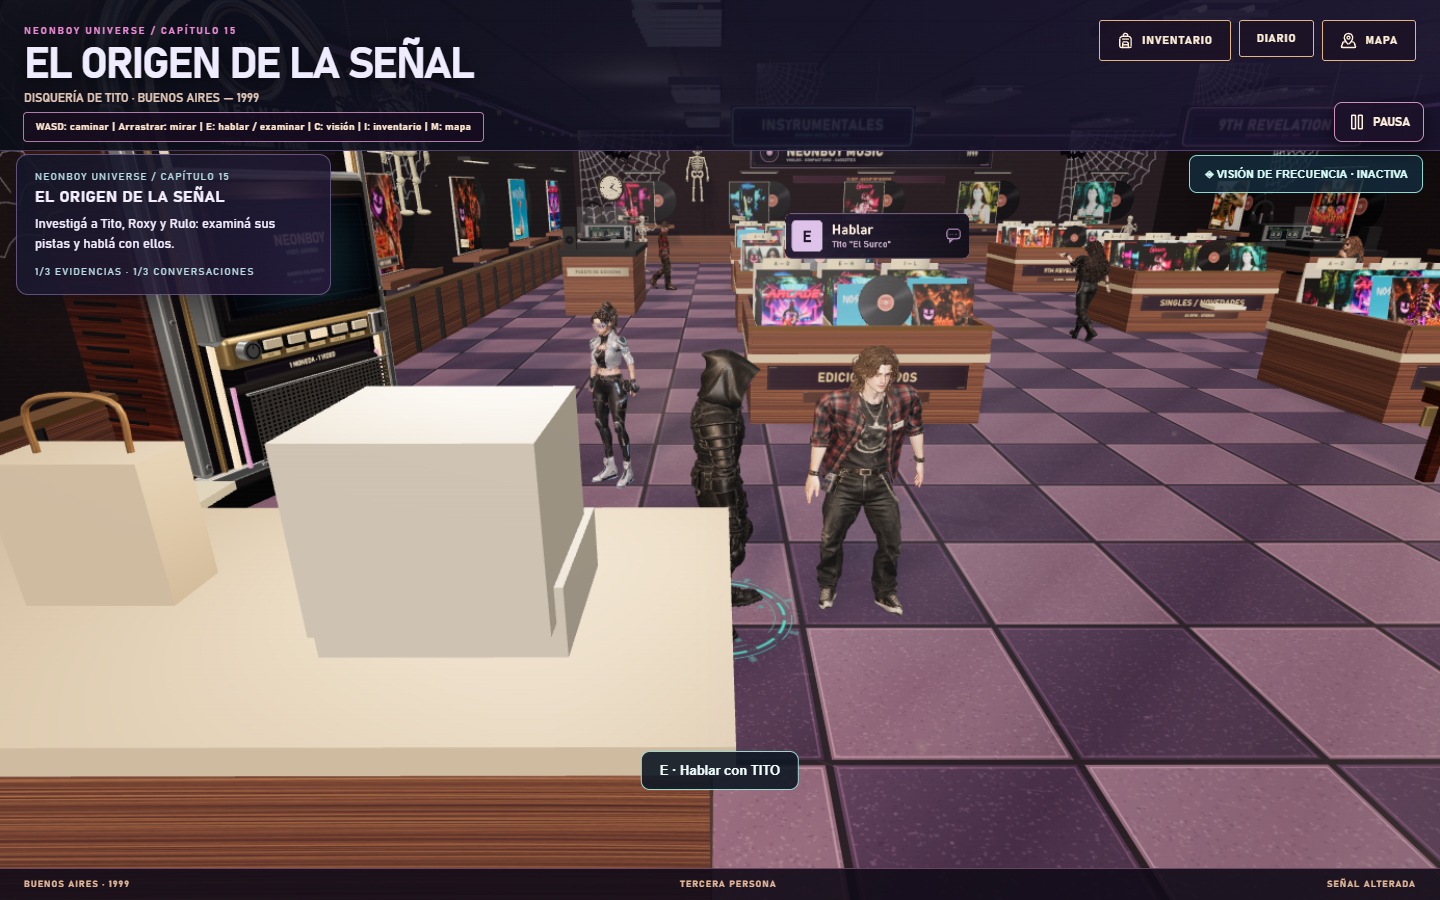 NEONBOY UNIVERSE / CAPÍTULO 15
EL ORIGEN DE LA SEÑAL
DISQUERÍA DE TITO · BUENOS AIRES — 1999
WASD: caminar | Arrastrar: mirar | E: hablar / examinar | C: visión | I: inventario | M: mapa
INVENTARIO
DIARIO
MAPA
PAUSA
INSTRUMENTALES
9TH REVELATION
NEONBOY MUSIC
◈ VISIÓN DE FRECUENCIA · INACTIVA
NEONBOY UNIVERSE / CAPÍTULO 15
EL ORIGEN DE LA SEÑAL
Investigá a Tito, Roxy y Rulo: examiná sus
pistas y hablá con ellos.
1/3 EVIDENCIAS · 1/3 CONVERSACIONES
NEONBOY
E
Hablar
Tito "El Surco"
A – D
E – H
I – L
ARCADE
SINGLES / NOVEDADES
E · Hablar con TITO
BUENOS AIRES · 1999
TERCERA PERSONA
SEÑAL ALTERADA